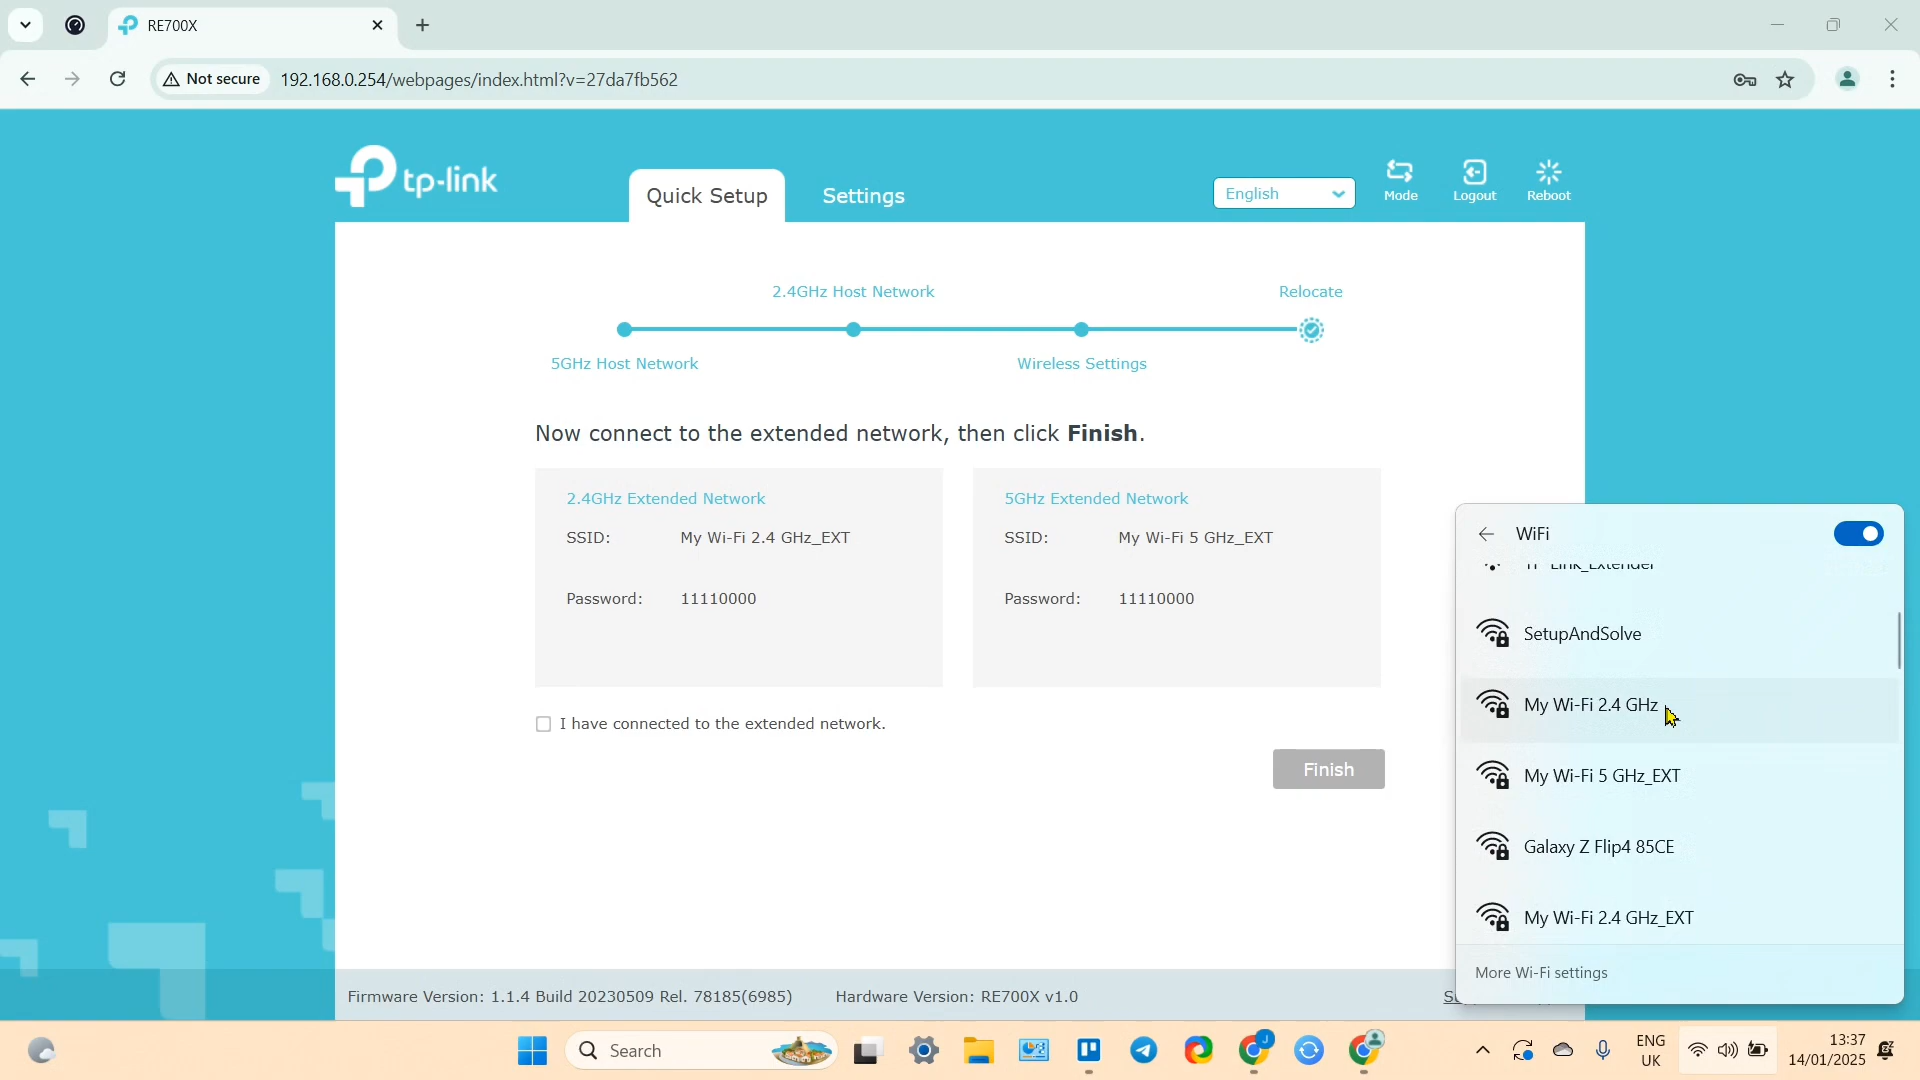 RE700X
Not secure
192.168.0.254/webpages/index.html?v=27da7fb562
tp-link
Quick Setup
Settings
English
Mode
Logout
Reboot
2.4GHz Host Network
Relocate
5GHz Host Network
Wireless Settings
Now connect to the extended network, then click Finish.
2.4GHz Extended Network
SSID: My Wi-Fi 2.4 GHz_EXT
Password: 11110000
5GHz Extended Network
SSID: My Wi-Fi 5 GHz_EXT
Password: 11110000
I have connected to the extended network.
Finish
WiFi
SetupAndSolve
My Wi-Fi 2.4 GHz
My Wi-Fi 5 GHz_EXT
Galaxy Z Flip4 85CE
My Wi-Fi 2.4 GHz_EXT
More Wi-Fi settings
Firmware Version: 1.1.4 Build 20230509 Rel. 78185(6985)
Hardware Version: RE700X v1.0
Search
J
ENG
UK
13:37
14/01/2025